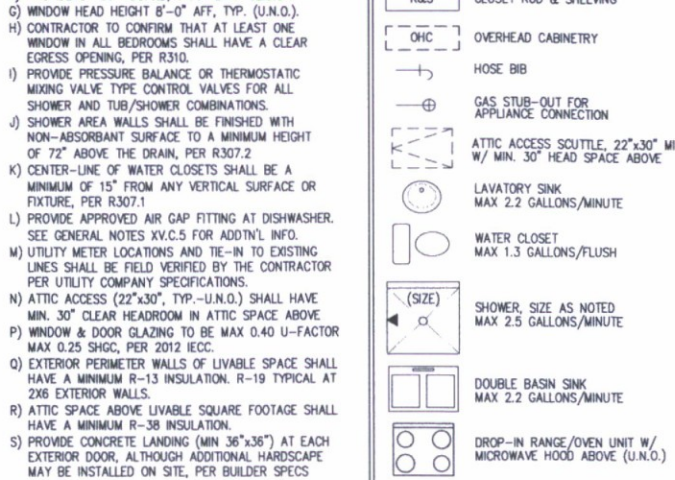 G) WINDOW HEAD HEIGHT 8'-0" AFF, TYP. (U.N.O.).
H) CONTRACTOR TO CONFIRM THAT AT LEAST ONE
WINDOW IN ALL BEDROOMS SHALL HAVE A CLEAR
EGRESS OPENING, PER R310.
I) PROVIDE PRESSURE BALANCE OR THERMOSTATIC
MIXING VALVE TYPE CONTROL VALVES FOR ALL
SHOWER AND TUB/SHOWER COMBINATIONS.
J) SHOWER AREA WALLS SHALL BE FINISHED WITH
NON-ABSORBANT SURFACE TO A MINIMUM HEIGHT
OF 72" ABOVE THE DRAIN, PER R307.2
K) CENTER-LINE OF WATER CLOSETS SHALL BE A
MINIMUM OF 15" FROM ANY VERTICAL SURFACE OR
FIXTURE, PER R307.1
L) PROVIDE APPROVED AIR GAP FITTING AT DISHWASHER.
SEE GENERAL NOTES XV.C.5 FOR ADDTN'L INFO.
M) UTILITY METER LOCATIONS AND TIE-IN TO EXISTING
LINES SHALL BE FIELD VERIFIED BY THE CONTRACTOR
PER UTILITY COMPANY SPECIFICATIONS.
N) ATTIC ACCESS (22"x30", TYP.-U.N.O.) SHALL HAVE
MIN. 30" CLEAR HEADROOM IN ATTIC SPACE ABOVE
P) WINDOW & DOOR GLAZING TO BE MAX 0.40 U-FACTOR
MAX 0.25 SHGC, PER 2012 IECC.
Q) EXTERIOR PERIMETER WALLS OF LIVABLE SPACE SHALL
HAVE A MINIMUM R-13 INSULATION. R-19 TYPICAL AT
2X6 EXTERIOR WALLS.
R) ATTIC SPACE ABOVE LIVABLE SQUARE FOOTAGE SHALL
HAVE A MINIMUM R-38 INSULATION.
S) PROVIDE CONCRETE LANDING (MIN 36"x36") AT EACH
EXTERIOR DOOR, ALTHOUGH ADDITIONAL HARDSCAPE
MAY BE INSTALLED ON SITE, PER BUILDER SPECS
CLOSET ROD & SHELVING
OHC OVERHEAD CABINETRY
HOSE BIB
GAS STUB-OUT FOR
APPLIANCE CONNECTION
ATTIC ACCESS SCUTTLE, 22"x30" MI
W/ MIN. 30" HEAD SPACE ABOVE
LAVATORY SINK
MAX 2.2 GALLONS/MINUTE
WATER CLOSET
MAX 1.3 GALLONS/FLUSH
(SIZE)
SHOWER, SIZE AS NOTED
MAX 2.5 GALLONS/MINUTE
DOUBLE BASIN SINK
MAX 2.2 GALLONS/MINUTE
DROP-IN RANGE/OVEN UNIT W/
MICROWAVE HOOD ABOVE (U.N.O.)